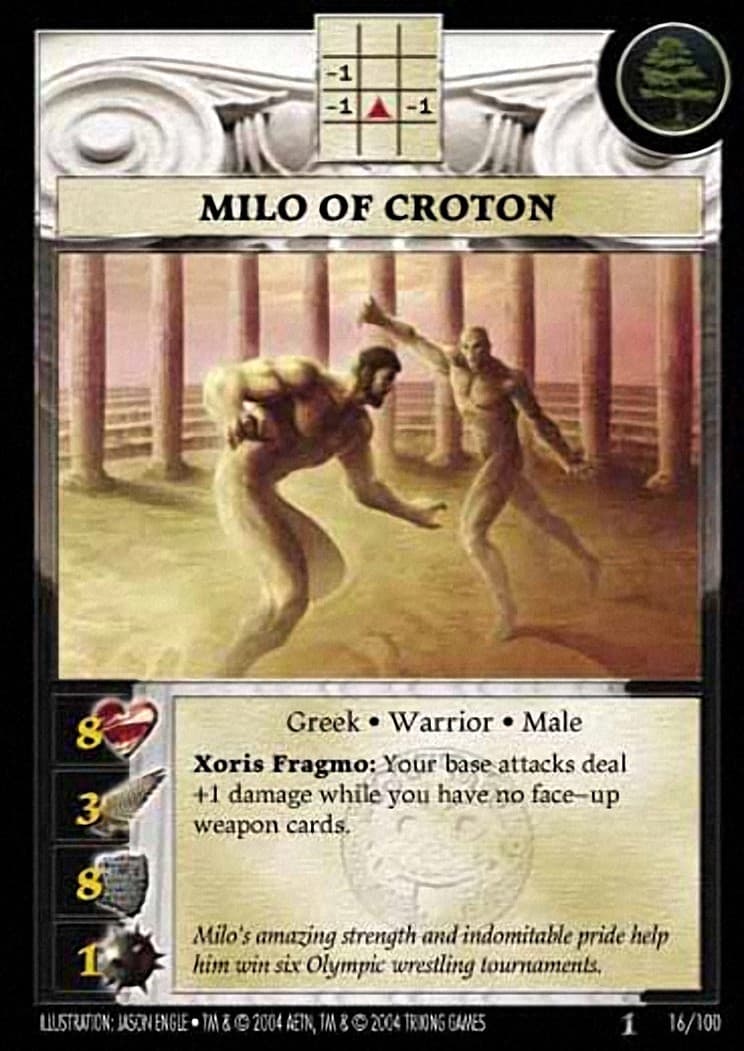 -1
-1 -1
MILO OF CROTON
8
3
8
1
Greek • Warrior • Male
Xoris Fragmo: Your base attacks deal
+1 damage while you have no face-up
weapon cards.
Milo's amazing strength and indomitable pride help
him win six Olympic wrestling tournaments.
ILLUSTRATION: JASON ENGLE • TM & © 2004 AETN, TM & © 2004 TRIKING GAMES
1 16/100